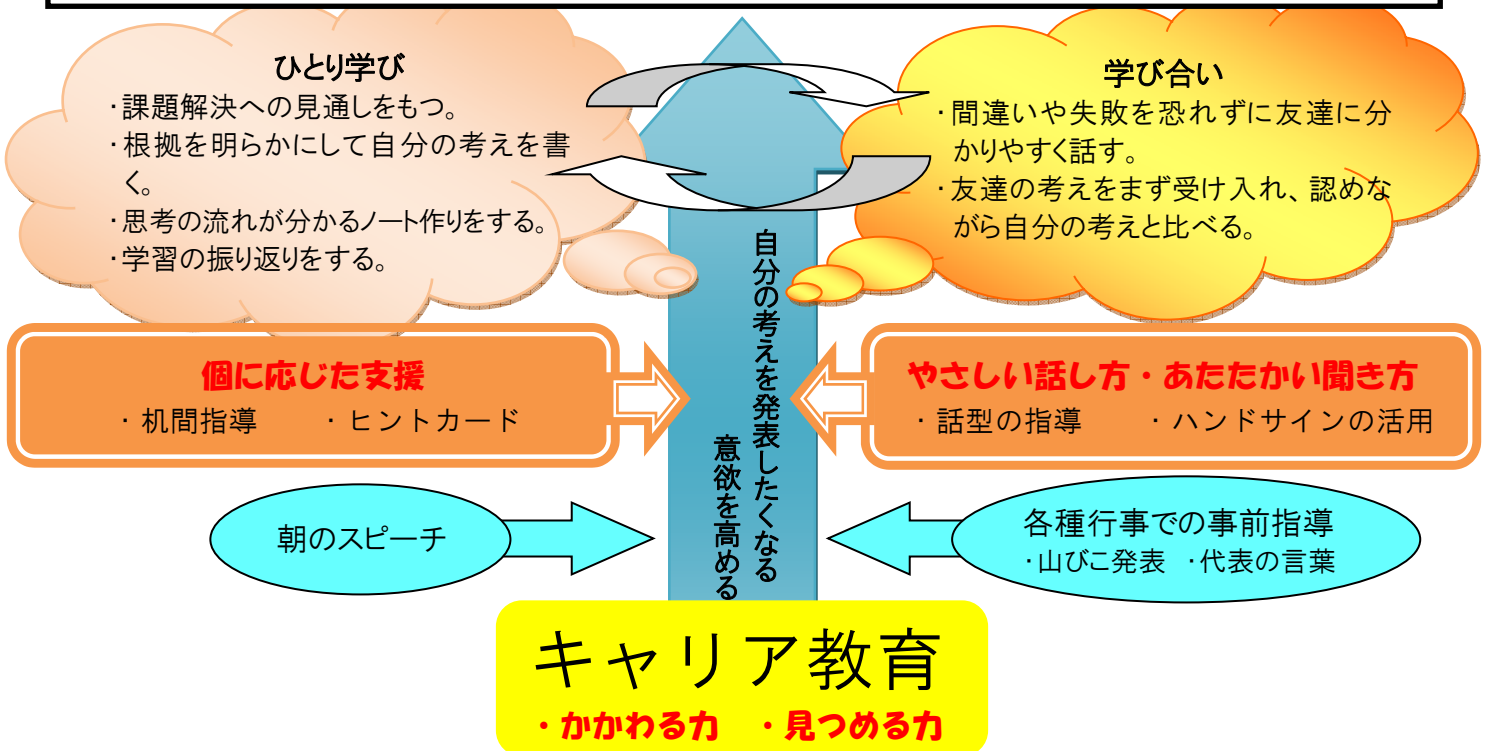 ひとり学び
・課題解決への見通しをもつ。
・根拠を明らかにして自分の考えを書
く。
・思考の流れが分かるノート作りをする。
・学習の振り返りをする。
学び合い
・間違いや失敗を恐れずに友達に分
かりやすく話す。
・友達の考えをまず受け入れ、認めな
がら自分の考えと比べる。
自分の考えを発表したくなる
意欲を高める
個に応じた支援
・机間指導　　・ヒントカード
やさしい話し方・あたたかい聞き方
・話型の指導　　・ハンドサインの活用
朝のスピーチ
各種行事での事前指導
・山びこ発表　・代表の言葉
キャリア教育
・かかわる力　・見つめる力